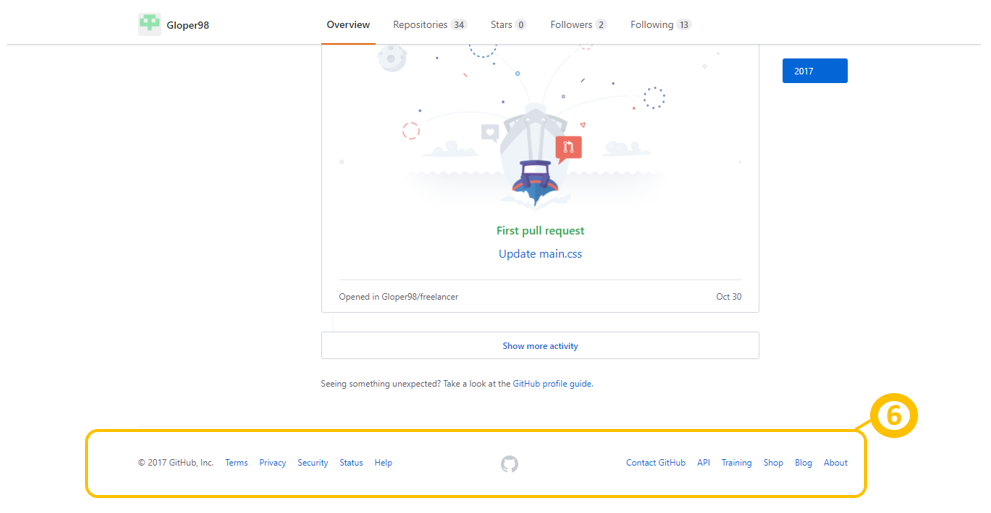 Gloper98 Overview Repositories 34 Stars 0 Followers 2 Following 13
2017
First pull request
Update main.css
Opened in Gloper98/freelancer Oct 30
Show more activity
Seeing something unexpected? Take a look at the GitHub profile guide.
6
© 2017 GitHub, Inc. Terms Privacy Security Status Help Contact GitHub API Training Shop Blog About